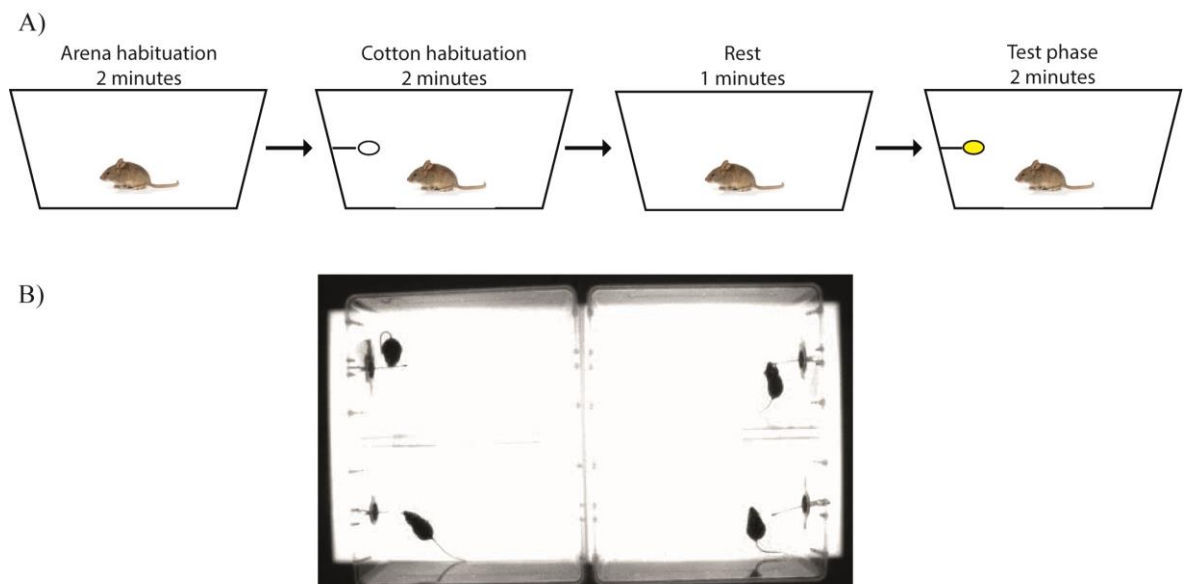 A)
Arena habituation
2 minutes
Cotton habituation
2 minutes
Rest
1 minutes
Test phase
2 minutes
B)